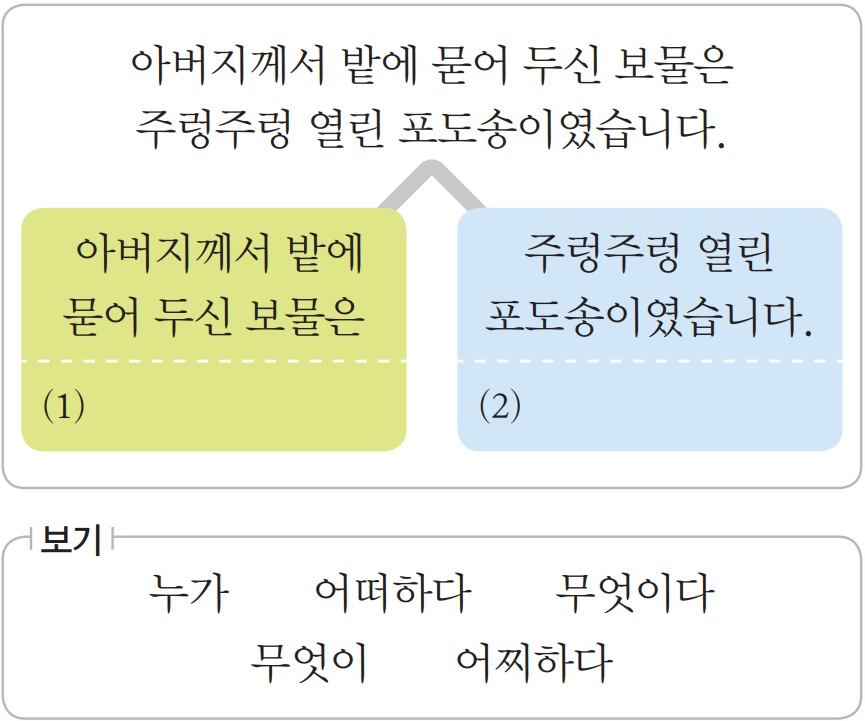 아버지께서 밭에 묻어 두신 보물은
주렁주렁 열린 포도송이였습니다.
아버지께서 밭에
묻어 두신 보물은
(1)
주렁주렁 열린
포도송이였습니다.
(2)
보기
누가 어떠하다 무엇이다
무엇이 어찌하다